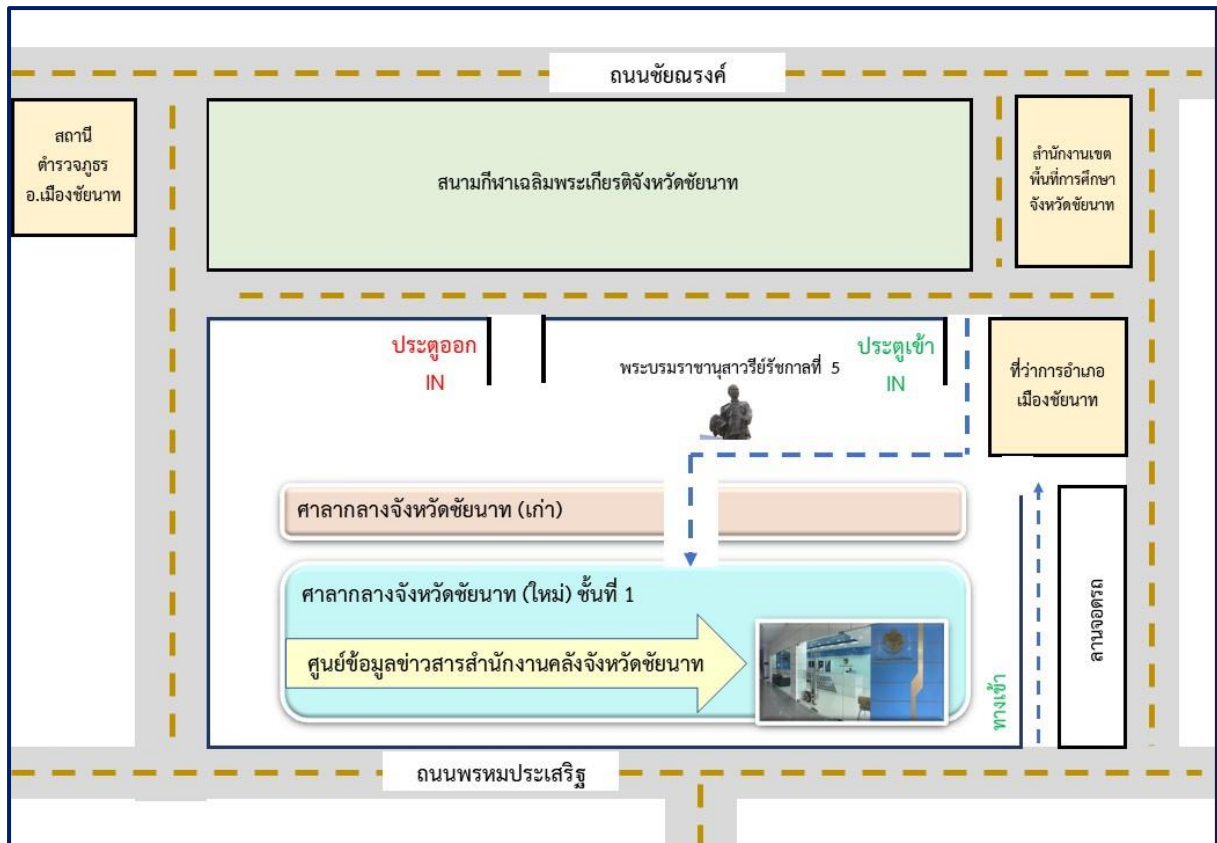 ถนนชัยณรงค์
สถานี
ตำรวจภูธร
อ.เมืองชัยนาท
สนามกีฬาเฉลิมพระเกียรติจังหวัดชัยนาท
สำนักงานเขต
พื้นที่การศึกษา
จังหวัดชัยนาท
ประตูออก
IN
พระบรมราชานุสาวรีย์รัชกาลที่ 5
ประตูเข้า
IN
ที่ว่าการอำเภอ
เมืองชัยนาท
ศาลากลางจังหวัดชัยนาท (เก่า)
ศาลากลางจังหวัดชัยนาท (ใหม่) ชั้นที่ 1
ศูนย์ข้อมูลข่าวสารสำนักงานคลังจังหวัดชัยนาท
ทางเข้า
ลานจอดรถ
ถนนพรหมประเสริฐ